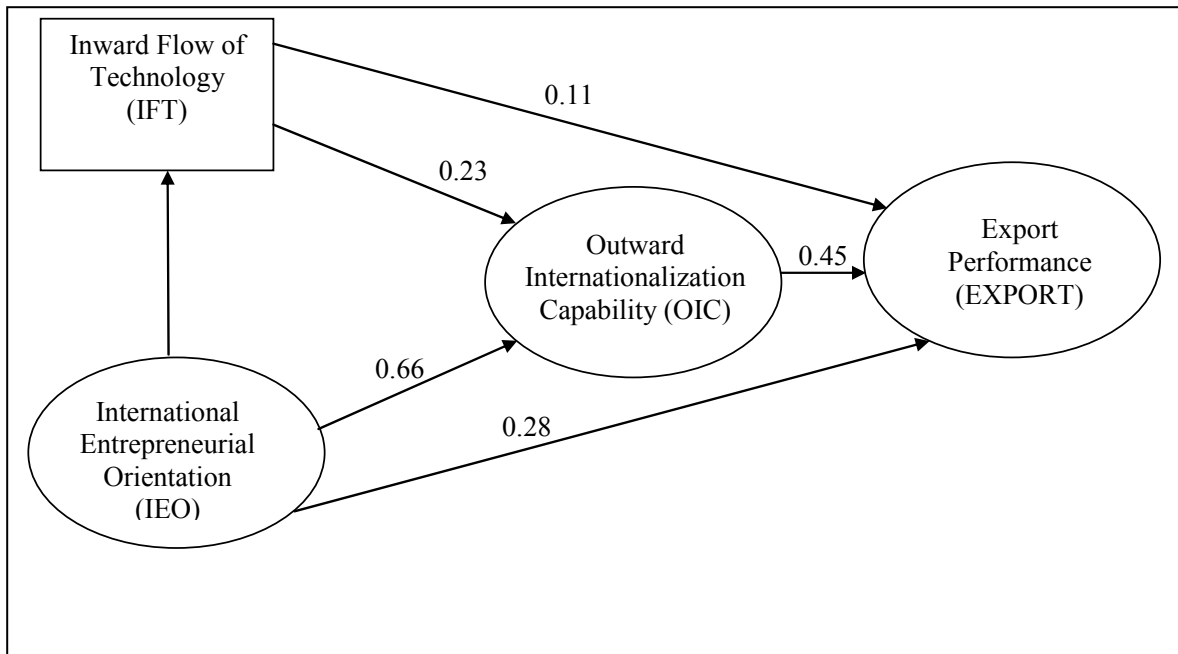 Inward Flow of
Technology
(IFT)
0.11
0.23
Outward
Internationalization
Capability (OIC)
0.45
Export
Performance
(EXPORT)
0.66
International
Entrepreneurial
Orientation
(IEO)
0.28